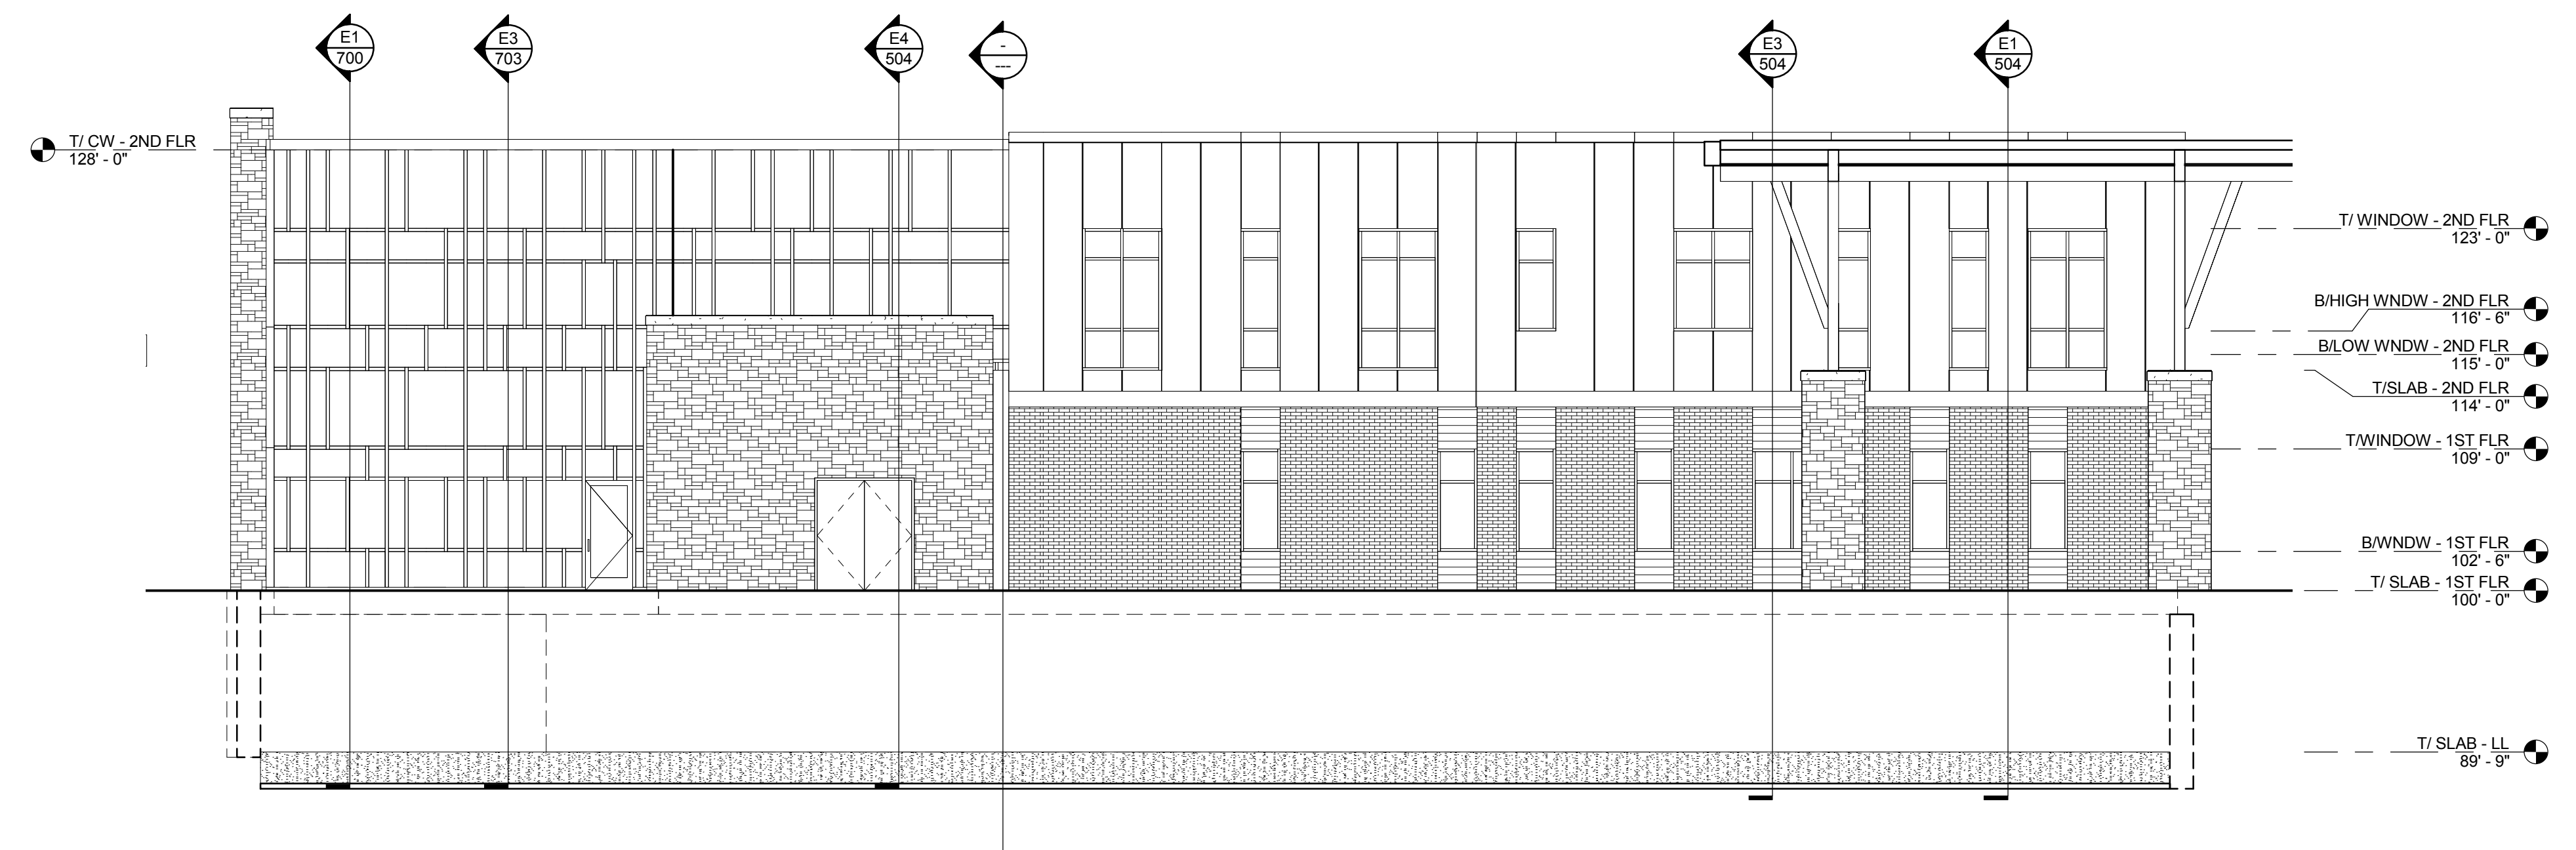 E1
700
E3
703
E4
504
-
---
E3
504
E1
504
T/ CW - 2ND FLR
128' - 0"
T/ WINDOW - 2ND FLR
123' - 0"
B/HIGH WNDW - 2ND FLR
116' - 6"
B/LOW WNDW - 2ND FLR
115' - 0"
T/SLAB - 2ND FLR
114' - 0"
T/WINDOW - 1ST FLR
109' - 0"
B/WNDW - 1ST FLR
102' - 6"
T/ SLAB - 1ST FLR
100' - 0"
T/ SLAB - LL
89' - 9"